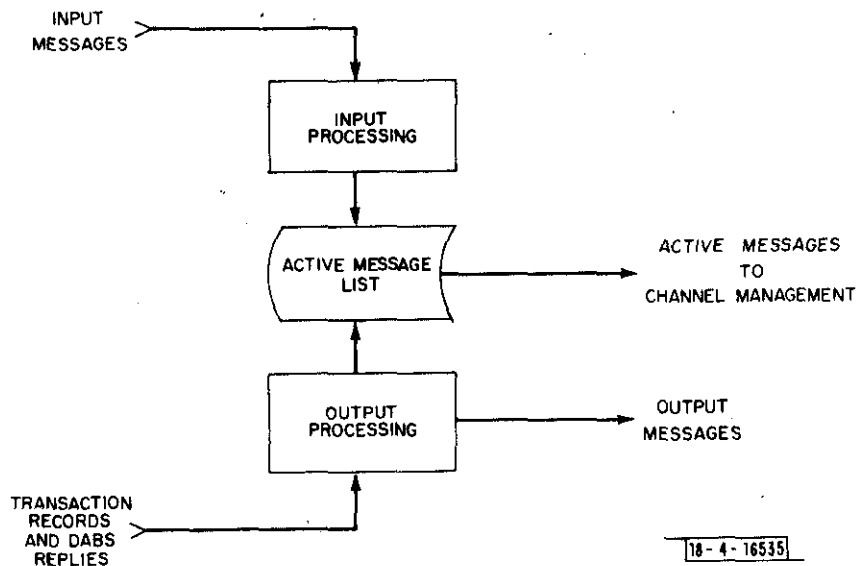 INPUT
MESSAGES
INPUT
PROCESSING
ACTIVE MESSAGE
LIST
ACTIVE MESSAGES
TO
CHANNEL MANAGEMENT
OUTPUT
PROCESSING
OUTPUT
MESSAGES
TRANSACTION
RECORDS
AND DABS
REPLIES
18-4-16535